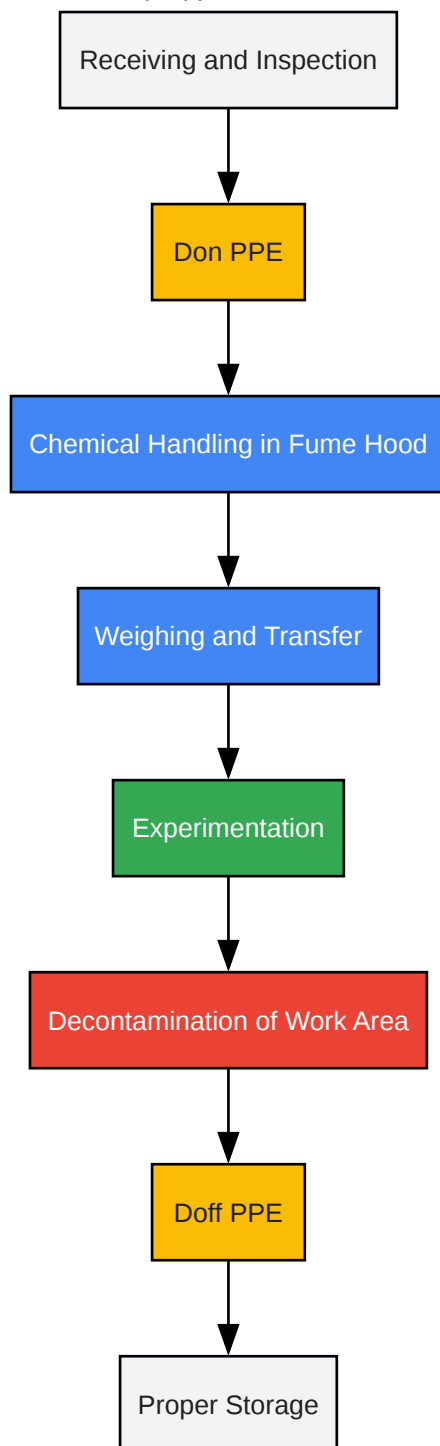 Receiving and Inspection
Don PPE
Chemical Handling in Fume Hood
Weighing and Transfer
Experimentation
Decontamination of Work Area
Doff PPE
Proper Storage